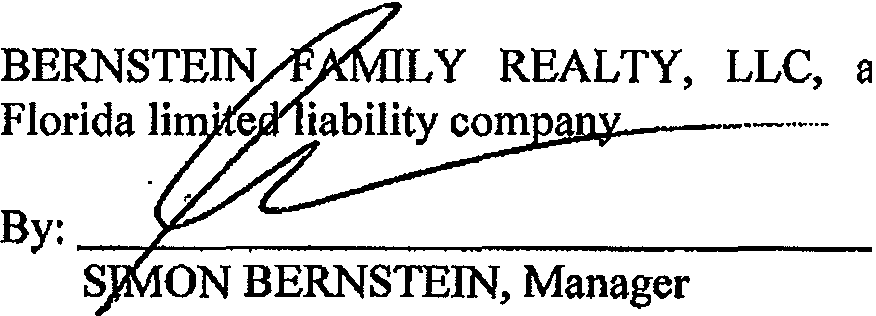 BERNSTEIN FAMILY REALTY, LLC, a
Florida limited liability company
By:
SIMON BERNSTEIN, Manager